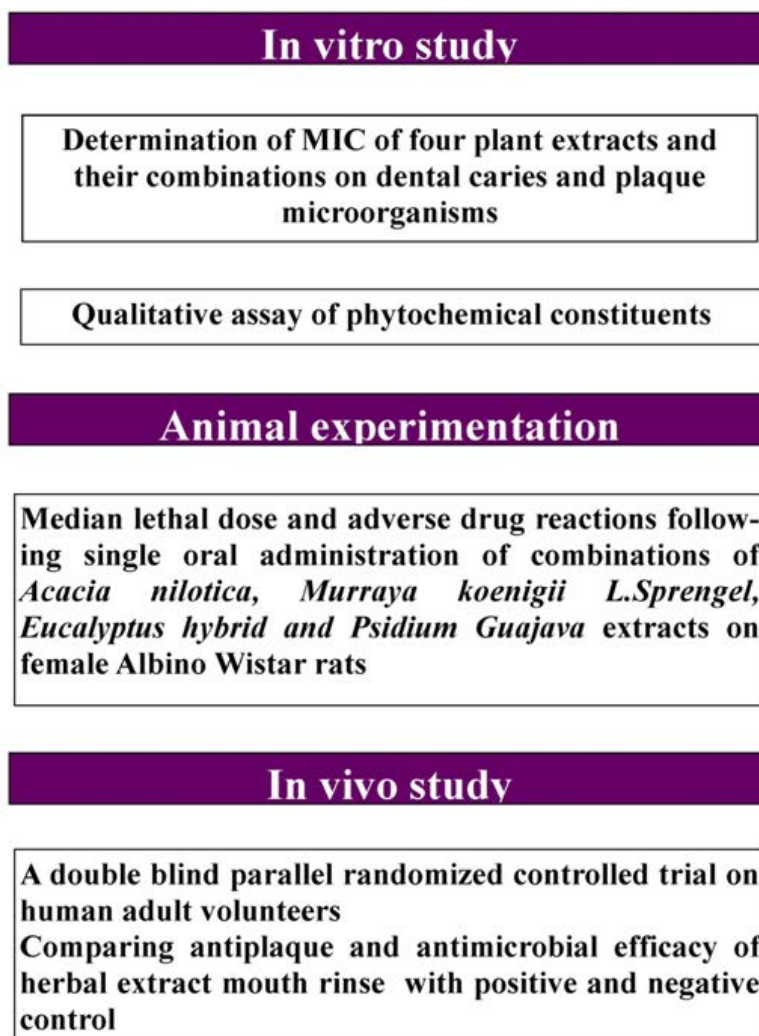 In vitro study
Determination of MIC of four plant extracts and
their combinations on dental caries and plaque
microorganisms
Qualitative assay of phytochemical constituents
Animal experimentation
Median lethal dose and adverse drug reactions follow-
ing single oral administration of combinations of
Acacia nilotica, Murraya koenigii L.Sprengel,
Eucalyptus hybrid and Psidium Guajava extracts on
female Albino Wistar rats
In vivo study
A double blind parallel randomized controlled trial on
human adult volunteers
Comparing antiplaque and antimicrobial efficacy of
herbal extract mouth rinse with positive and negative
control